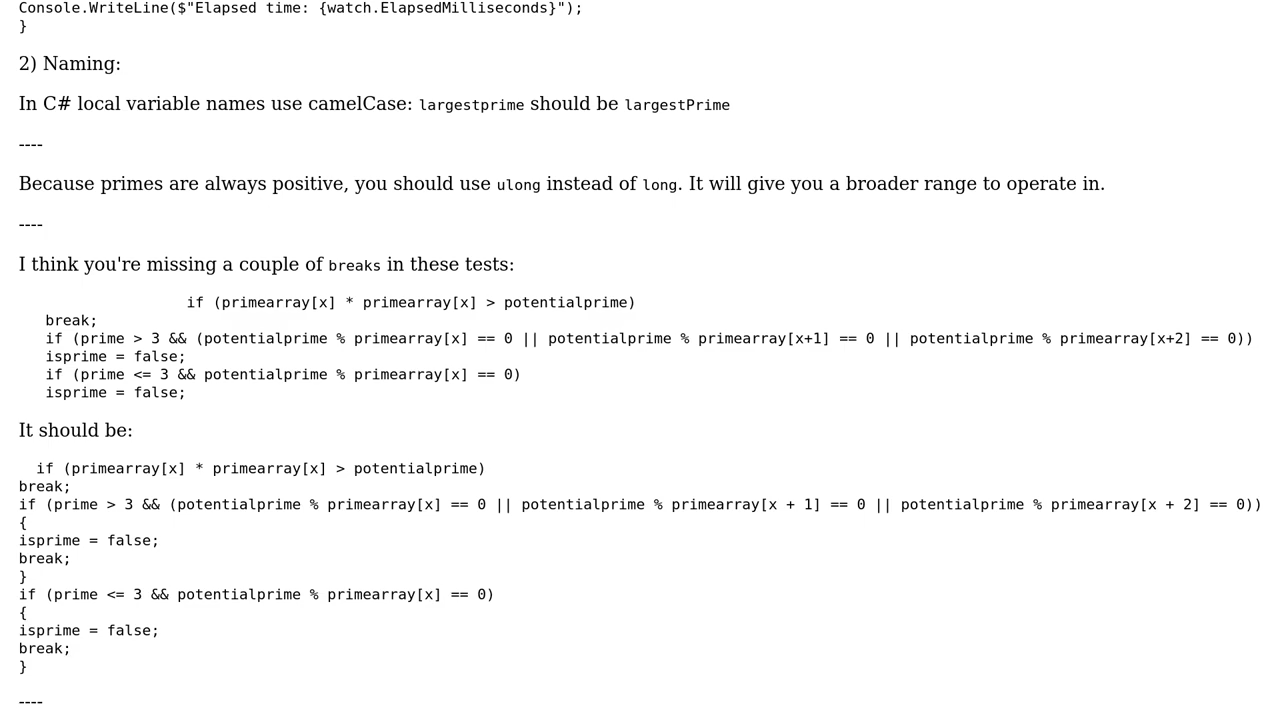 Console.WriteLine($"Elapsed time: {watch.ElapsedMilliseconds}");
}
2) Naming:
In C# local variable names use camelCase: largestprime should be largestPrime
----
Because primes are always positive, you should use ulong instead of long. It will give you a broader range to operate in.
----
I think you're missing a couple of breaks in these tests:
if (primearray[x] * primearray[x] > potentialprime)
break;
if (prime > 3 && (potentialprime % primearray[x] == 0 || potentialprime % primearray[x+1] == 0 || potentialprime % primearray[x+2] == 0))
isprime = false;
if (prime <= 3 && potentialprime % primearray[x] == 0)
isprime = false;
It should be:
if (primearray[x] * primearray[x] > potentialprime)
break;
if (prime > 3 && (potentialprime % primearray[x] == 0 || potentialprime % primearray[x + 1] == 0 || potentialprime % primearray[x + 2] == 0))
{
isprime = false;
break;
}
if (prime <= 3 && potentialprime % primearray[x] == 0)
{
isprime = false;
break;
}
----